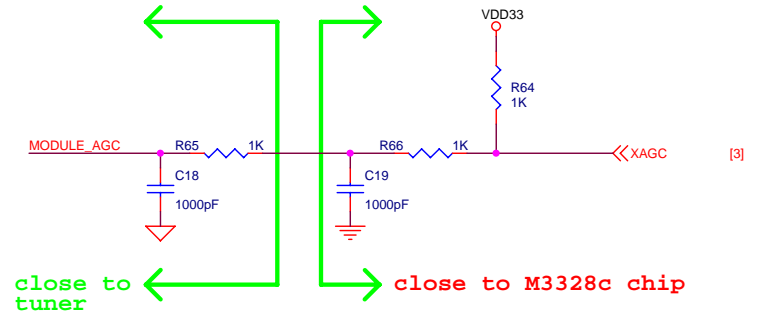 VDD33
R64
1K
MODULE_AGC
R65
1K
R66
1K
XAGC
[3]
C18
1000pF
C19
1000pF
close to
tuner
close to M3328c chip